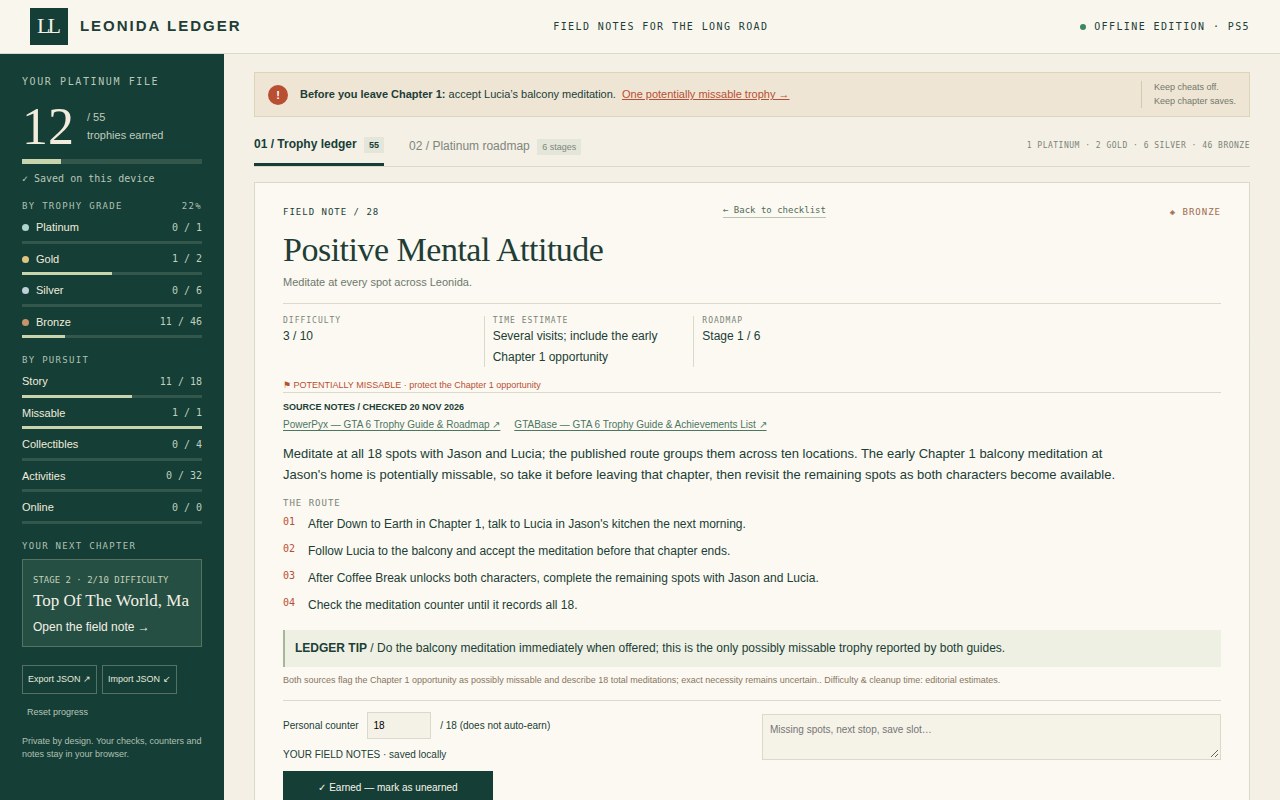 LL LEONIDA LEDGER
FIELD NOTES FOR THE LONG ROAD
OFFLINE EDITION · PS5
YOUR PLATINUM FILE
12 / 55
trophies earned
✓ Saved on this device
BY TROPHY GRADE 22%
Platinum 0 / 1
Gold 1 / 2
Silver 0 / 6
Bronze 11 / 46
BY PURSUIT
Story 11 / 18
Missable 1 / 1
Collectibles 0 / 4
Activities 0 / 32
Online 0 / 0
YOUR NEXT CHAPTER
STAGE 2 · 2/10 DIFFICULTY
Top Of The World, Ma
Open the field note →
Export JSON ↗ Import JSON ↙
Reset progress
Private by design. Your checks, counters and
notes stay in your browser.
! Before you leave Chapter 1: accept Lucia's balcony meditation. One potentially missable trophy →
Keep cheats off.
Keep chapter saves.
01 / Trophy ledger 55
02 / Platinum roadmap 6 stages
1 PLATINUM · 2 GOLD · 6 SILVER · 46 BRONZE
FIELD NOTE / 28
← Back to checklist
◆ BRONZE
Positive Mental Attitude
Meditate at every spot across Leonida.
DIFFICULTY
3 / 10
TIME ESTIMATE
Several visits; include the early
Chapter 1 opportunity
ROADMAP
Stage 1 / 6
⚑ POTENTIALLY MISSABLE · protect the Chapter 1 opportunity
SOURCE NOTES / CHECKED 20 NOV 2026
PowerPyx — GTA 6 Trophy Guide & Roadmap ↗ GTABase — GTA 6 Trophy Guide & Achievements List ↗
Meditate at all 18 spots with Jason and Lucia; the published route groups them across ten locations. The early Chapter 1 balcony meditation at
Jason's home is potentially missable, so take it before leaving that chapter, then revisit the remaining spots as both characters become available.
THE ROUTE
01 After Down to Earth in Chapter 1, talk to Lucia in Jason's kitchen the next morning.
02 Follow Lucia to the balcony and accept the meditation before that chapter ends.
03 After Coffee Break unlocks both characters, complete the remaining spots with Jason and Lucia.
04 Check the meditation counter until it records all 18.
LEDGER TIP / Do the balcony meditation immediately when offered; this is the only possibly missable trophy reported by both guides.
Both sources flag the Chapter 1 opportunity as possibly missable and describe 18 total meditations; exact necessity remains uncertain.. Difficulty & cleanup time: editorial estimates.
Personal counter 18 / 18 (does not auto-earn)
YOUR FIELD NOTES · saved locally
Missing spots, next stop, save slot…
✓ Earned — mark as unearned